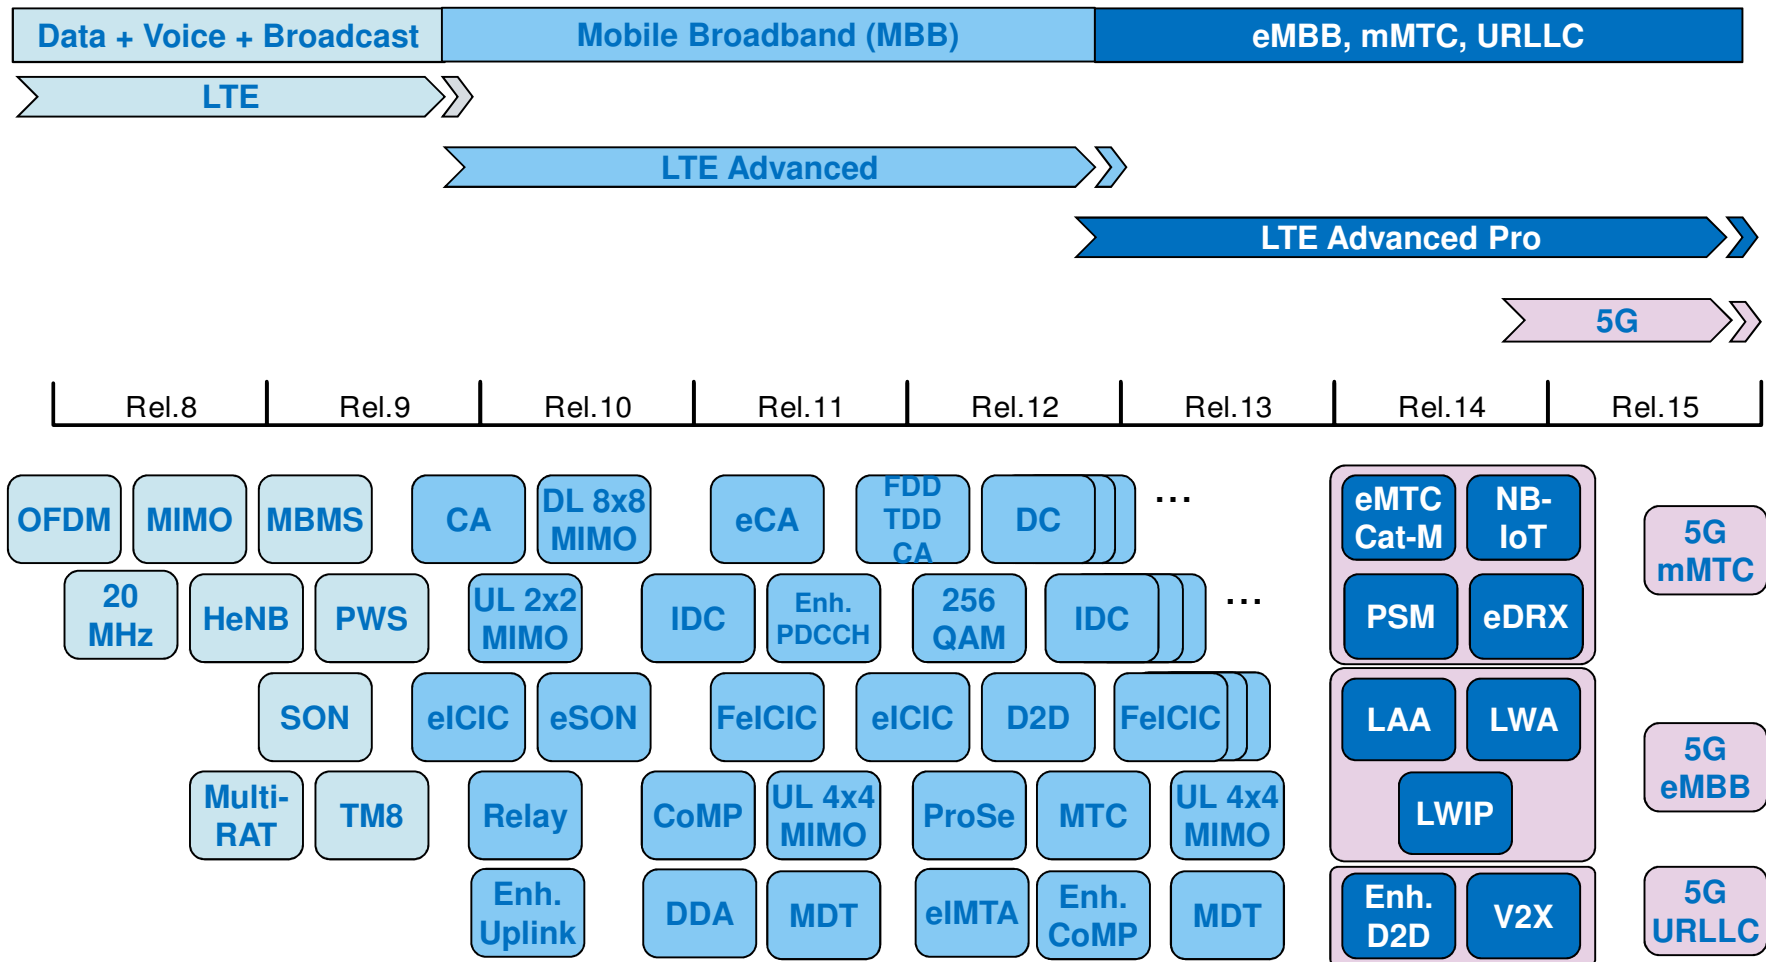 Data + Voice + Broadcast
Mobile Broadband (MBB)
eMBB, mMTC, URLLC
LTE
LTE Advanced
LTE Advanced Pro
5G
Rel.8
Rel.9
Rel.10
Rel.11
Rel.12
Rel.13
Rel.14
Rel.15
OFDM
MIMO
MBMS
CA
DL 8x8
MIMO
eCA
FDD
TDD
CA
DC
...
eMTC
Cat-M
NB-
IoT
5G
mMTC
20
MHz
HeNB
PWS
UL 2x2
MIMO
IDC
Enh.
PDCCH
256
QAM
IDC
...
PSM
eDRX
SON
eICIC
eSON
FeICIC
eICIC
D2D
FeICIC
LAA
LWA
5G
eMBB
Multi-
RAT
TM8
Relay
CoMP
UL 4x4
MIMO
ProSe
MTC
UL 4x4
MIMO
LWIP
Enh.
Uplink
DDA
MDT
eIMTA
Enh.
CoMP
MDT
Enh.
D2D
V2X
5G
URLLC